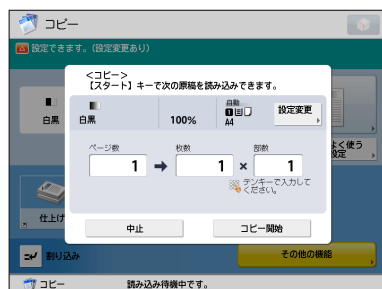 コピー
設定できます。(設定変更あり)
<コピー>
【スタート】キーで次の原稿を読み込みできます。
白黒
白黒
100%
自動
A4
設定変更
ページ数
枚数
部数
1
1
×
1
テンキーで入力して
ください。
中止
コピー開始
よく使う
設定
仕上げ
割り込み
その他の機能
コピー
読み込み待機中です。